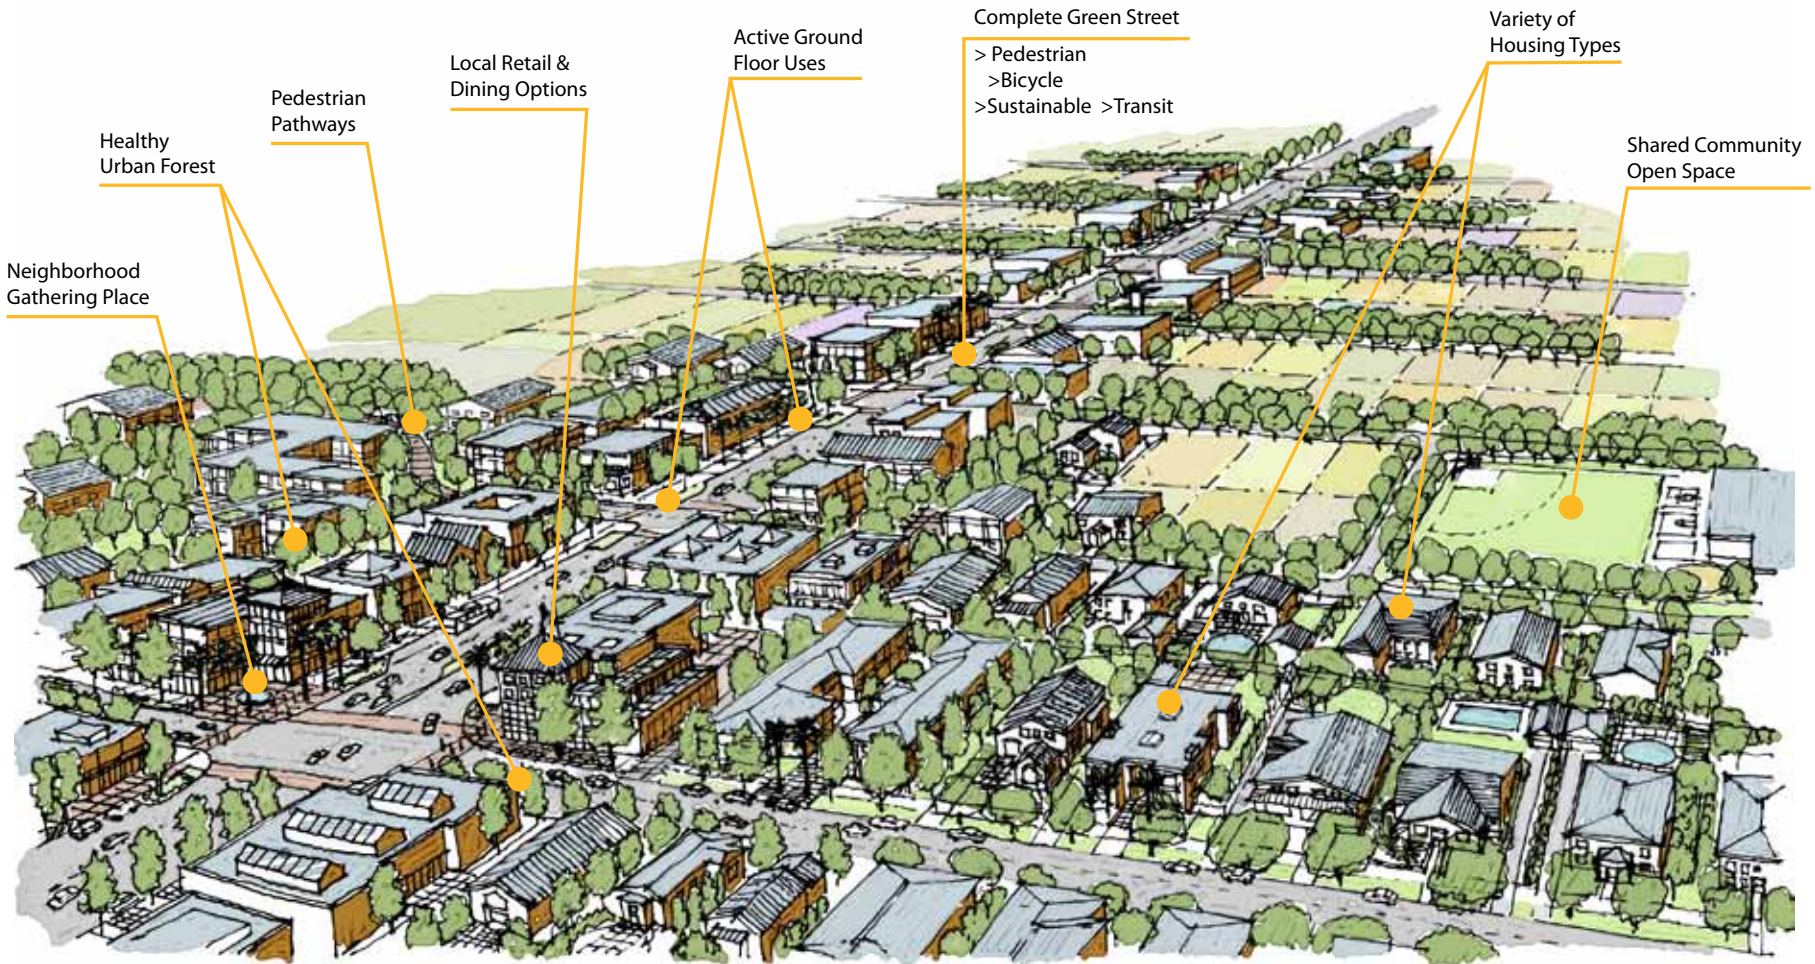 Complete Green Street
> Pedestrian
>Bicycle
>Sustainable >Transit
Variety of
Housing Types
Active Ground
Floor Uses
Local Retail &
Dining Options
Pedestrian
Pathways
Healthy
Urban Forest
Shared Community
Open Space
Neighborhood
Gathering Place